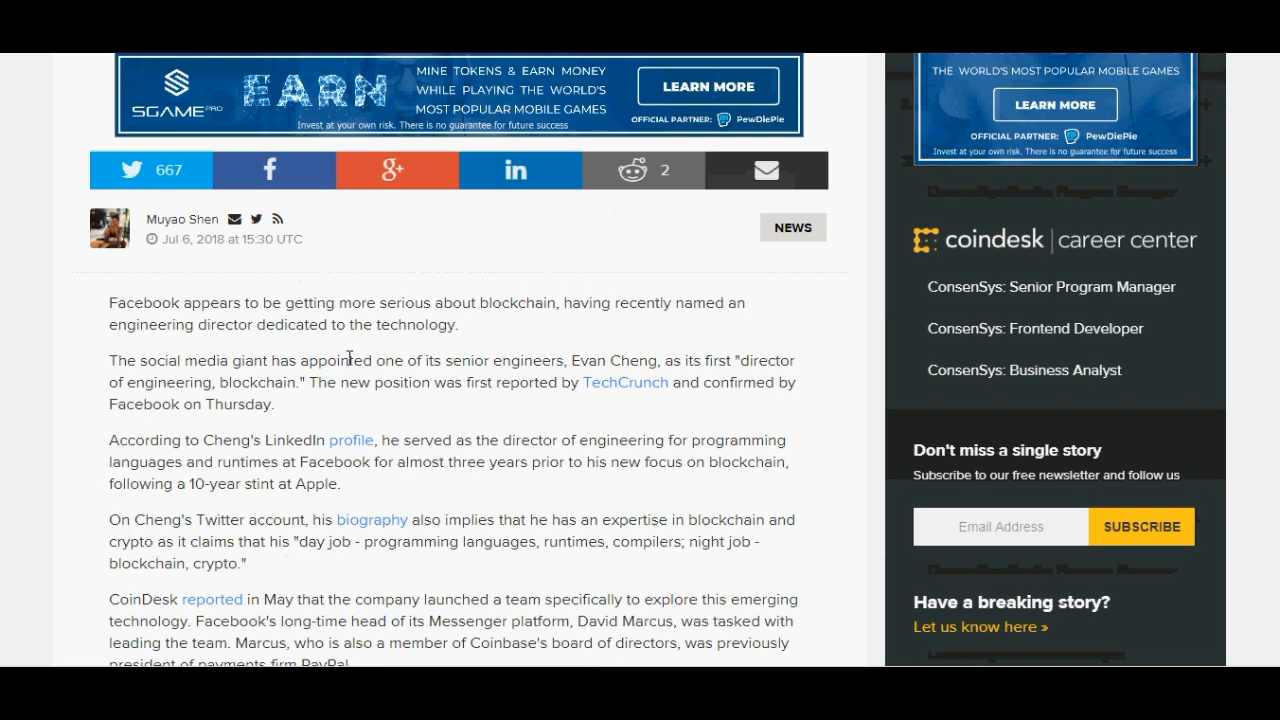 SGAMEPRO
EARN
MINE TOKENS & EARN MONEY
WHILE PLAYING THE WORLD'S
MOST POPULAR MOBILE GAMES
LEARN MORE
OFFICIAL PARTNER: PewDiePie
Invest at your own risk. There is no guarantee for future success
667
g+
in
2
Muyao Shen
Jul 6, 2018 at 15:30 UTC
NEWS
Facebook appears to be getting more serious about blockchain, having recently named an
engineering director dedicated to the technology.
The social media giant has appointed one of its senior engineers, Evan Cheng, as its first "director
of engineering, blockchain." The new position was first reported by TechCrunch and confirmed by
Facebook on Thursday.
According to Cheng's LinkedIn profile, he served as the director of engineering for programming
languages and runtimes at Facebook for almost three years prior to his new focus on blockchain,
following a 10-year stint at Apple.
On Cheng's Twitter account, his biography also implies that he has an expertise in blockchain and
crypto as it claims that his "day job - programming languages, runtimes, compilers; night job -
blockchain, crypto."
CoinDesk reported in May that the company launched a team specifically to explore this emerging
technology. Facebook's long-time head of its Messenger platform, David Marcus, was tasked with
leading the team. Marcus, who is also a member of Coinbase's board of directors, was previously
president of payments firm PayPal.
THE WORLD'S MOST POPULAR MOBILE GAMES
LEARN MORE
OFFICIAL PARTNER: PewDiePie
Invest at your own risk. There is no guarantee for future success
coindesk | career center
ConsenSys: Senior Program Manager
ConsenSys: Frontend Developer
ConsenSys: Business Analyst
Don't miss a single story
Subscribe to our free newsletter and follow us
Email Address
SUBSCRIBE
Have a breaking story?
Let us know here »